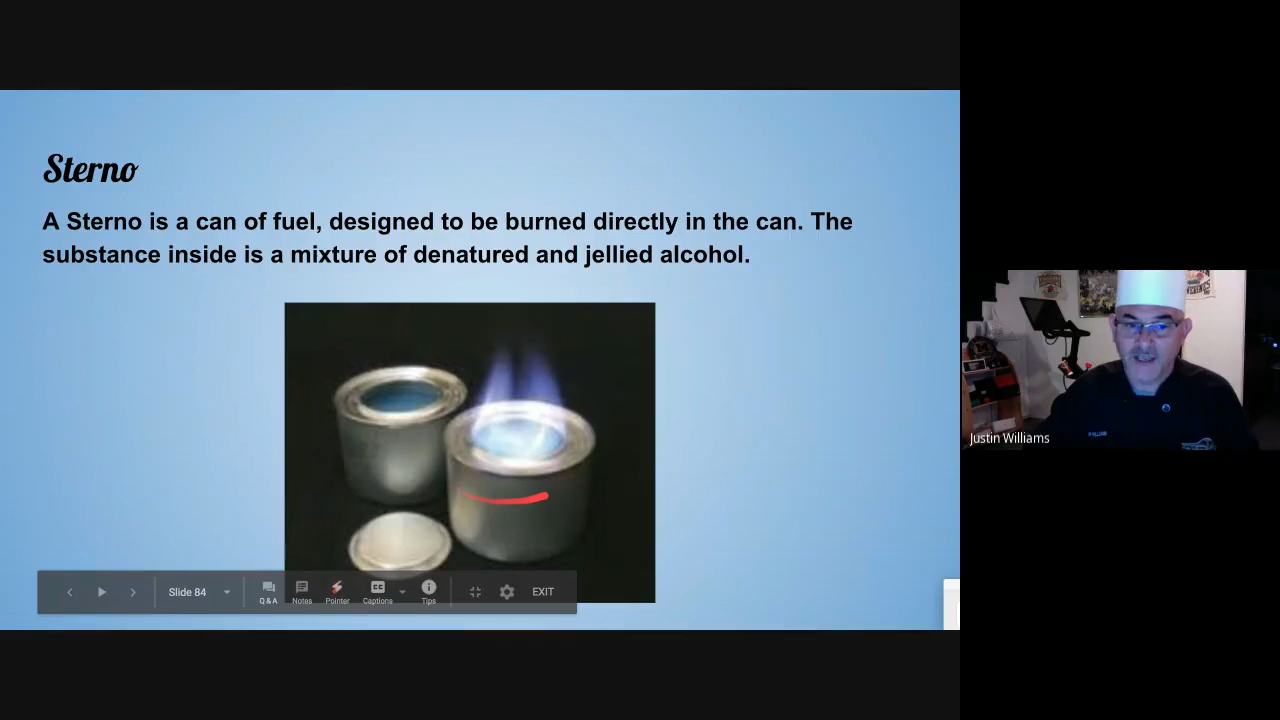 Sterno
A Sterno is a can of fuel, designed to be burned directly in the can. The
substance inside is a mixture of denatured and jellied alcohol.
Slide 84
Q & A
Notes
Pointer
Captions
Tips
EXIT
Justin Williams